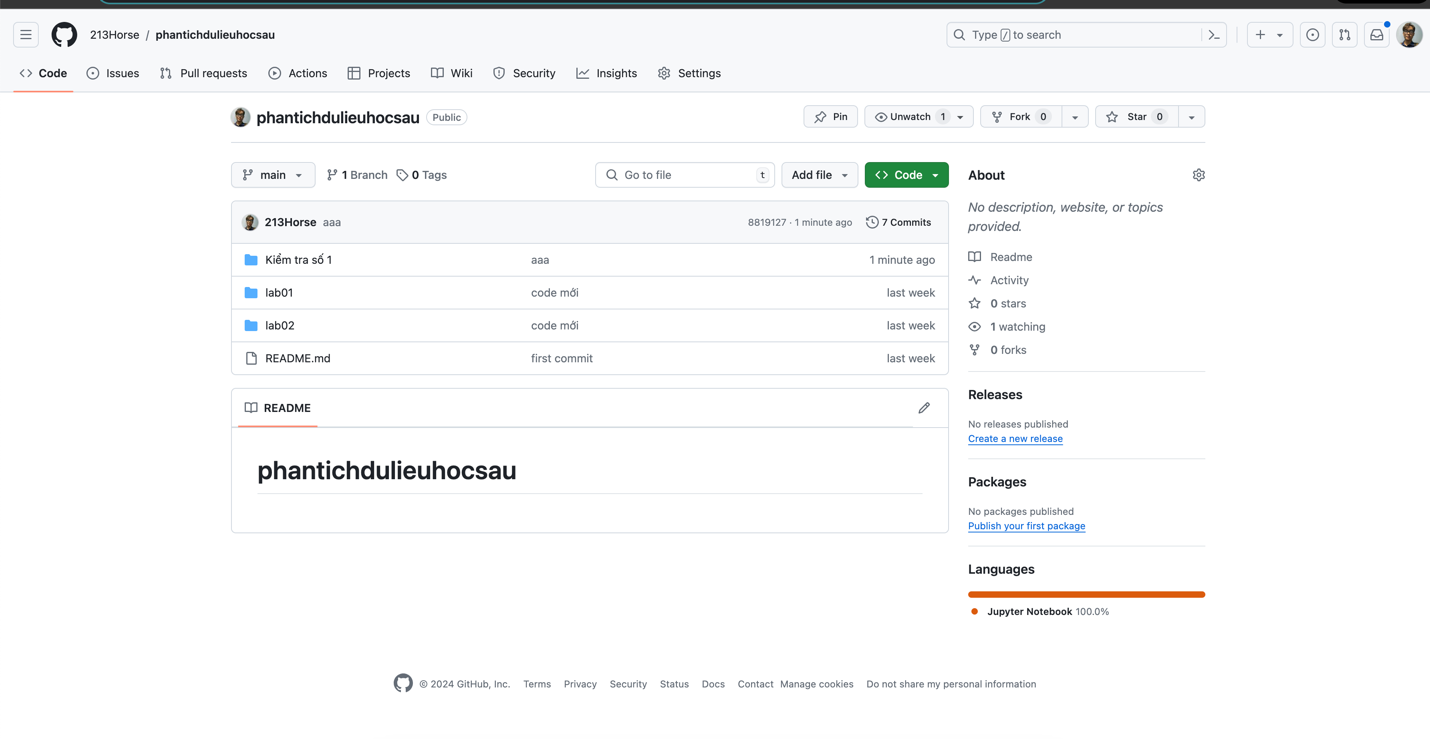 213Horse / phantichdulieuhocsau
Type / to search
Code Issues Pull requests Actions Projects Wiki Security Insights Settings
phantichdulieuhocsau Public
Pin Unwatch 1 Fork 0 Star 0
main 1 Branch 0 Tags Go to file t Add file Code
213Horse aaa 8819127 · 1 minute ago 7 Commits
Kiểm tra số 1 aaa 1 minute ago
lab01 code mới last week
lab02 code mới last week
README.md first commit last week
README
phantichdulieuhocsau
About
No description, website, or topics
provided.
Readme
Activity
0 stars
1 watching
0 forks
Releases
No releases published
Create a new release
Packages
No packages published
Publish your first package
Languages
Jupyter Notebook 100.0%
© 2024 GitHub, Inc. Terms Privacy Security Status Docs Contact Manage cookies Do not share my personal information